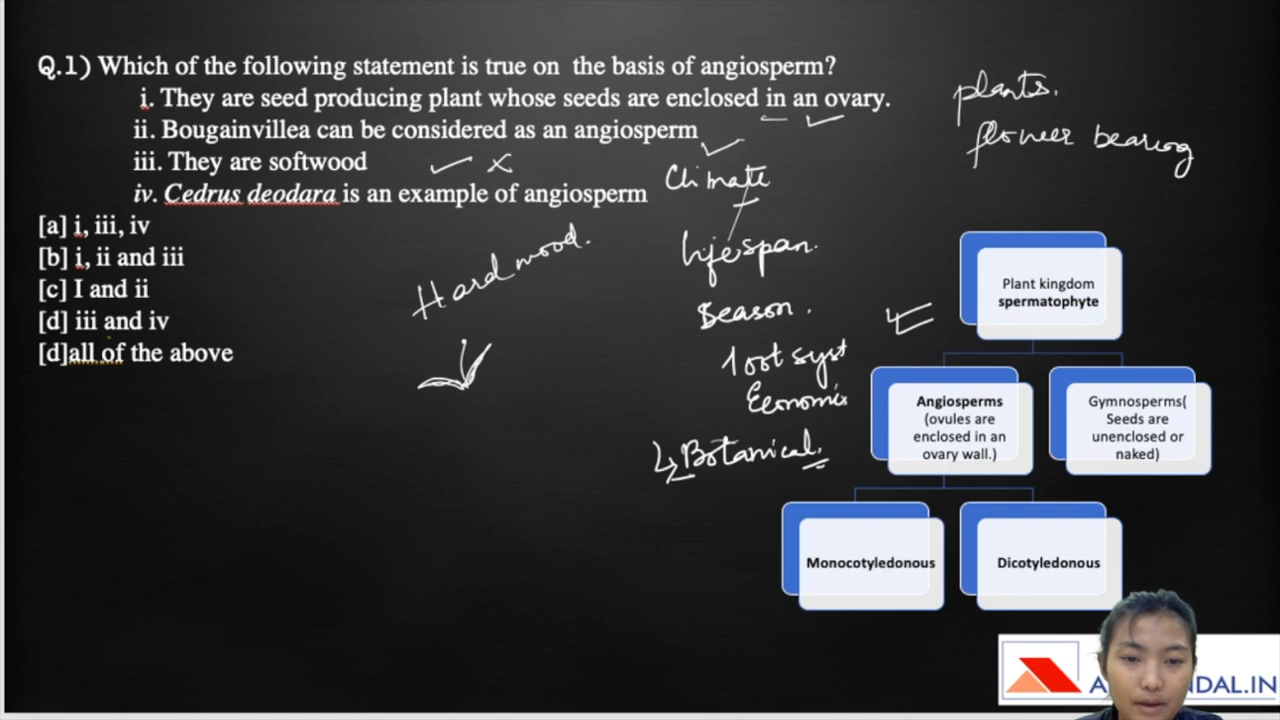 Q.1) Which of the following statement is true on the basis of angiosperm?
i. They are seed producing plant whose seeds are enclosed in an ovary.
ii. Bougainvillea can be considered as an angiosperm
iii. They are softwood
iv. Cedrus deodara is an example of angiosperm
[a] i, iii, iv
[b] i, ii and iii
[c] I and ii
[d] iii and iv
[d]all of the above
Hardwood.
Climate
lifespan.
Season.
root syst
Economic
Botanical.
plants.
flower bearing
Plant kingdom
spermatophyte
Angiosperms
(ovules are
enclosed in an
ovary wall.)
Gymnosperms(
Seeds are
unenclosed or
naked)
Monocotyledonous
Dicotyledonous
NDAL.IN